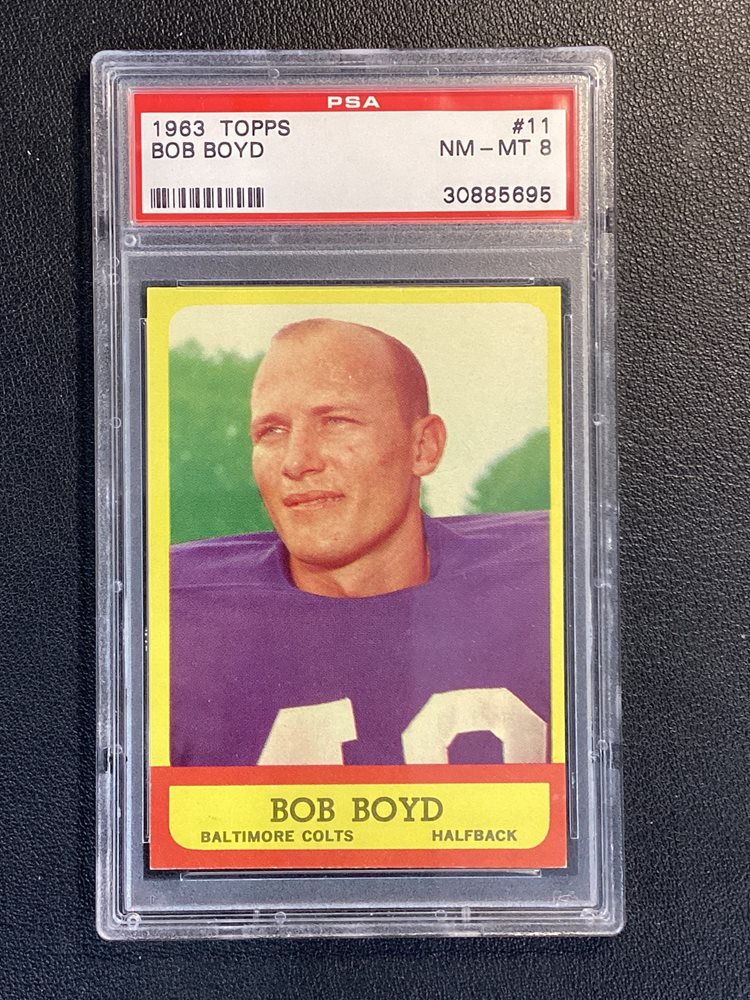 PSA
1963 TOPPS #11
BOB BOYD NM - MT 8
30885695
BOB BOYD
BALTIMORE COLTS HALFBACK